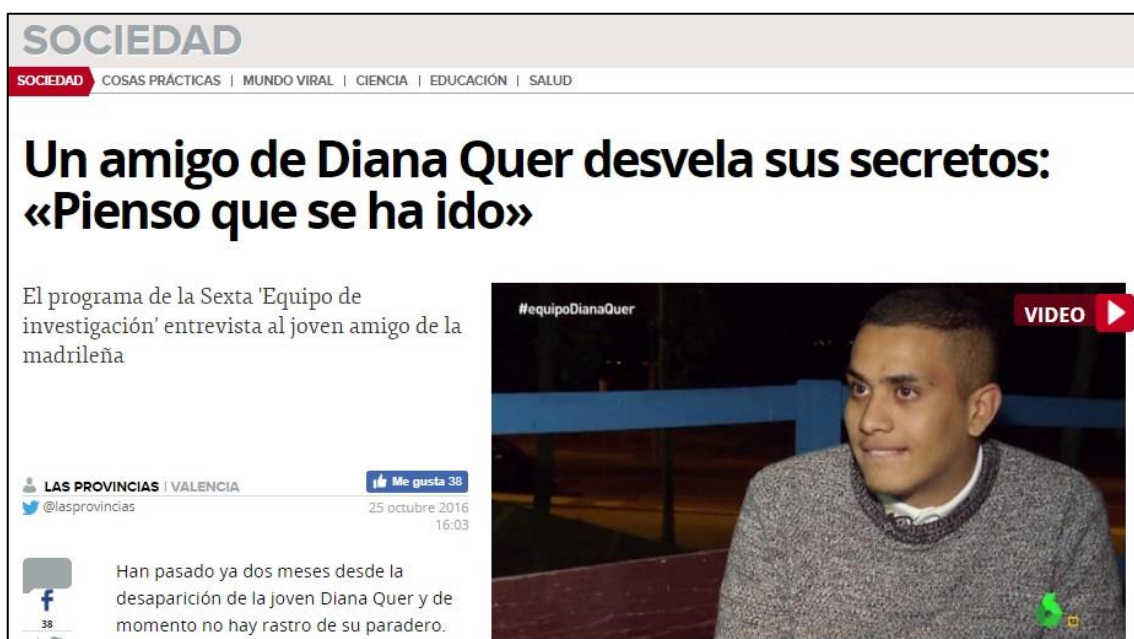 SOCIEDAD
SOCIEDAD COSAS PRÁCTICAS | MUNDO VIRAL | CIENCIA | EDUCACIÓN | SALUD
Un amigo de Diana Quer desvela sus secretos:
«Pienso que se ha ido»
El programa de la Sexta 'Equipo de
investigación' entrevista al joven amigo de la
madrileña
#equipoDianaQuer
VIDEO
LAS PROVINCIAS | VALENCIA
Me gusta 38
@lasprovincias
25 octubre 2016
16:03
f
38
Han pasado ya dos meses desde la
desaparición de la joven Diana Quer y de
momento no hay rastro de su paradero.